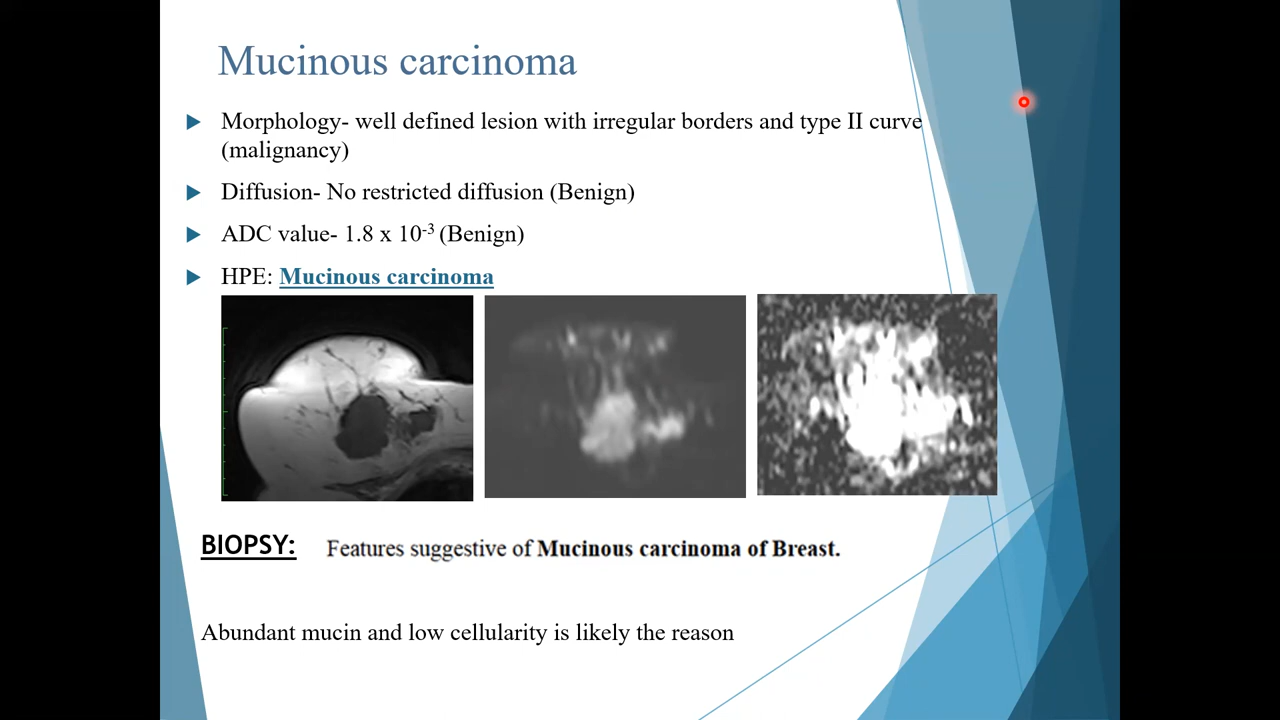 Mucinous carcinoma
Morphology- well defined lesion with irregular borders and type II curve
(malignancy)
Diffusion- No restricted diffusion (Benign)
ADC value- 1.8 x 10-3 (Benign)
HPE: Mucinous carcinoma
BIOPSY: Features suggestive of Mucinous carcinoma of Breast.
Abundant mucin and low cellularity is likely the reason